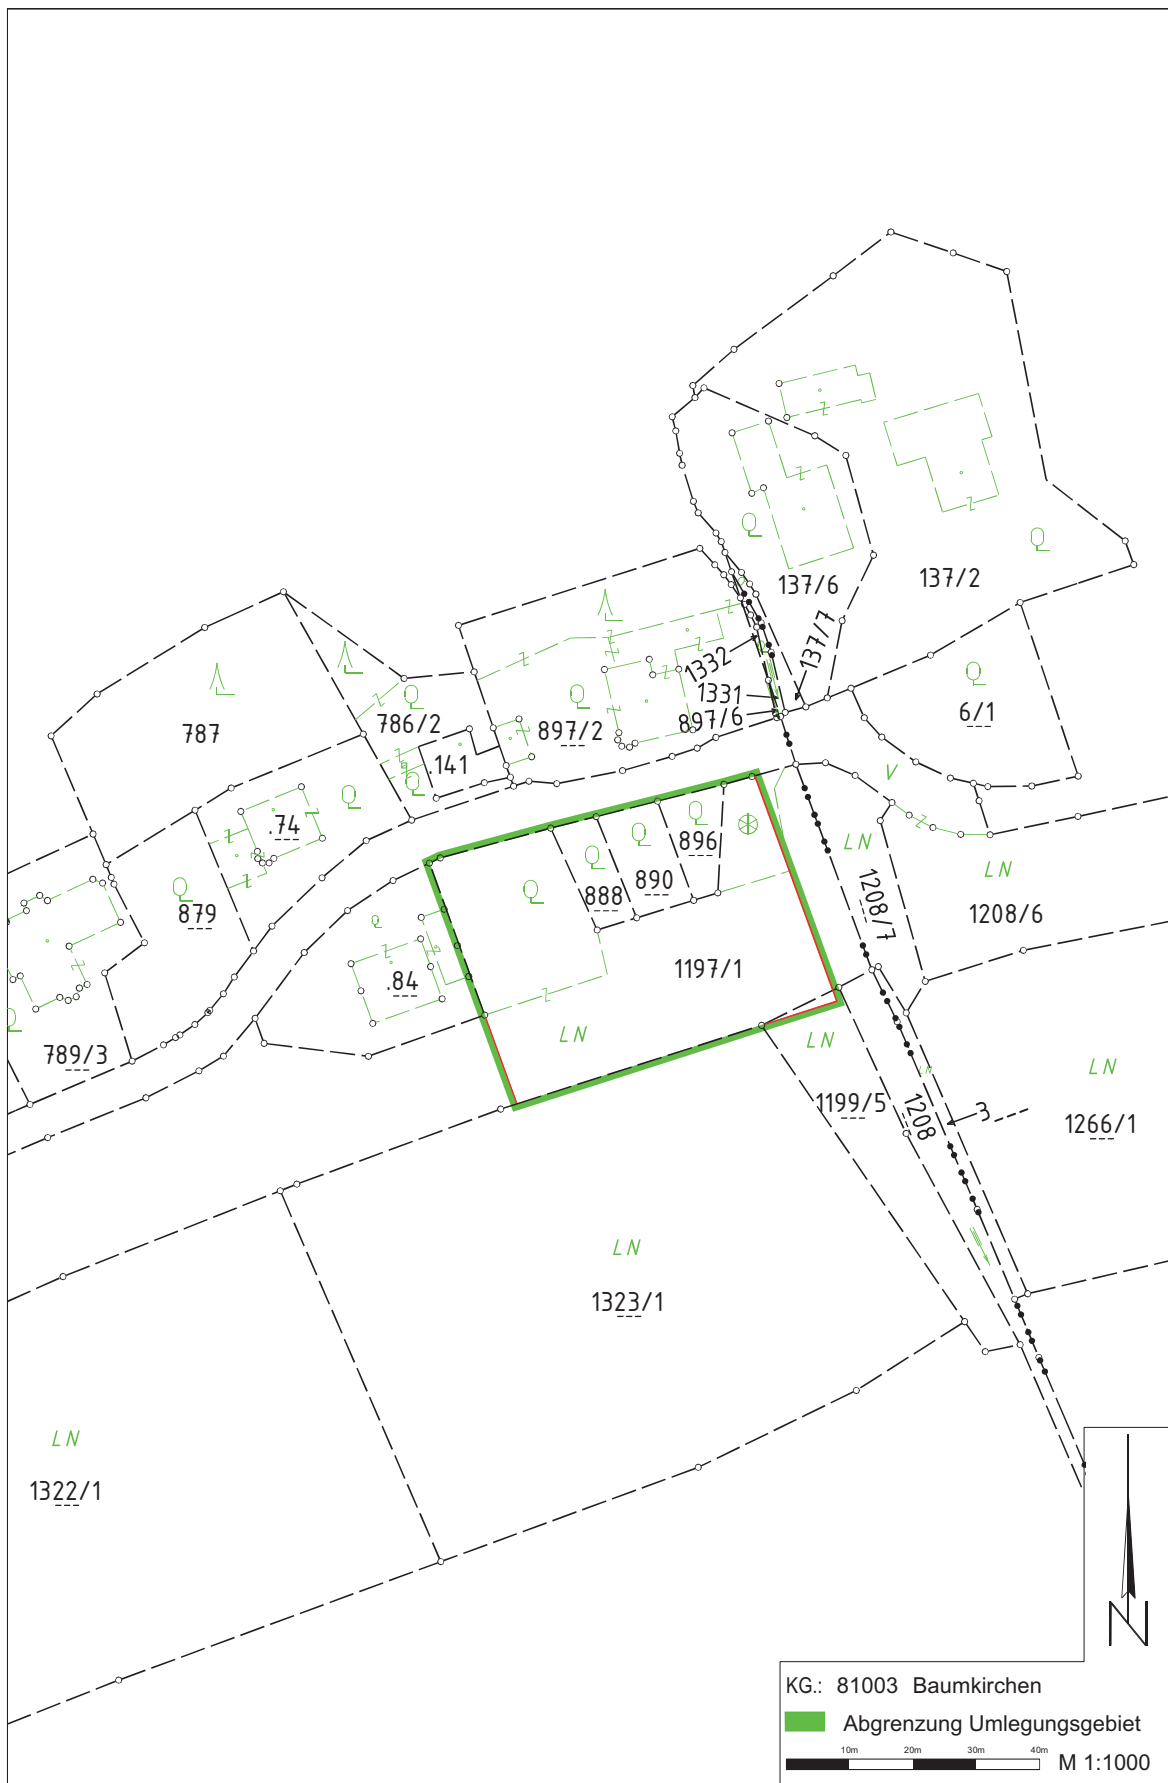 137/6
137/2
137/7
1332
1331
897/6
6/1
787
786/2
897/2
.141
V
.74
896
LN
LN
879
888
890
1208/7
1208/6
.84
1197/1
LN
LN
LN
LN
789/3
1199/5
1208
3
1266/1
LN
1323/1
LN
1322/1
N
KG.: 81003 Baumkirchen
Abgrenzung Umlegungsgebiet
10m 20m 30m 40m
M 1:1000